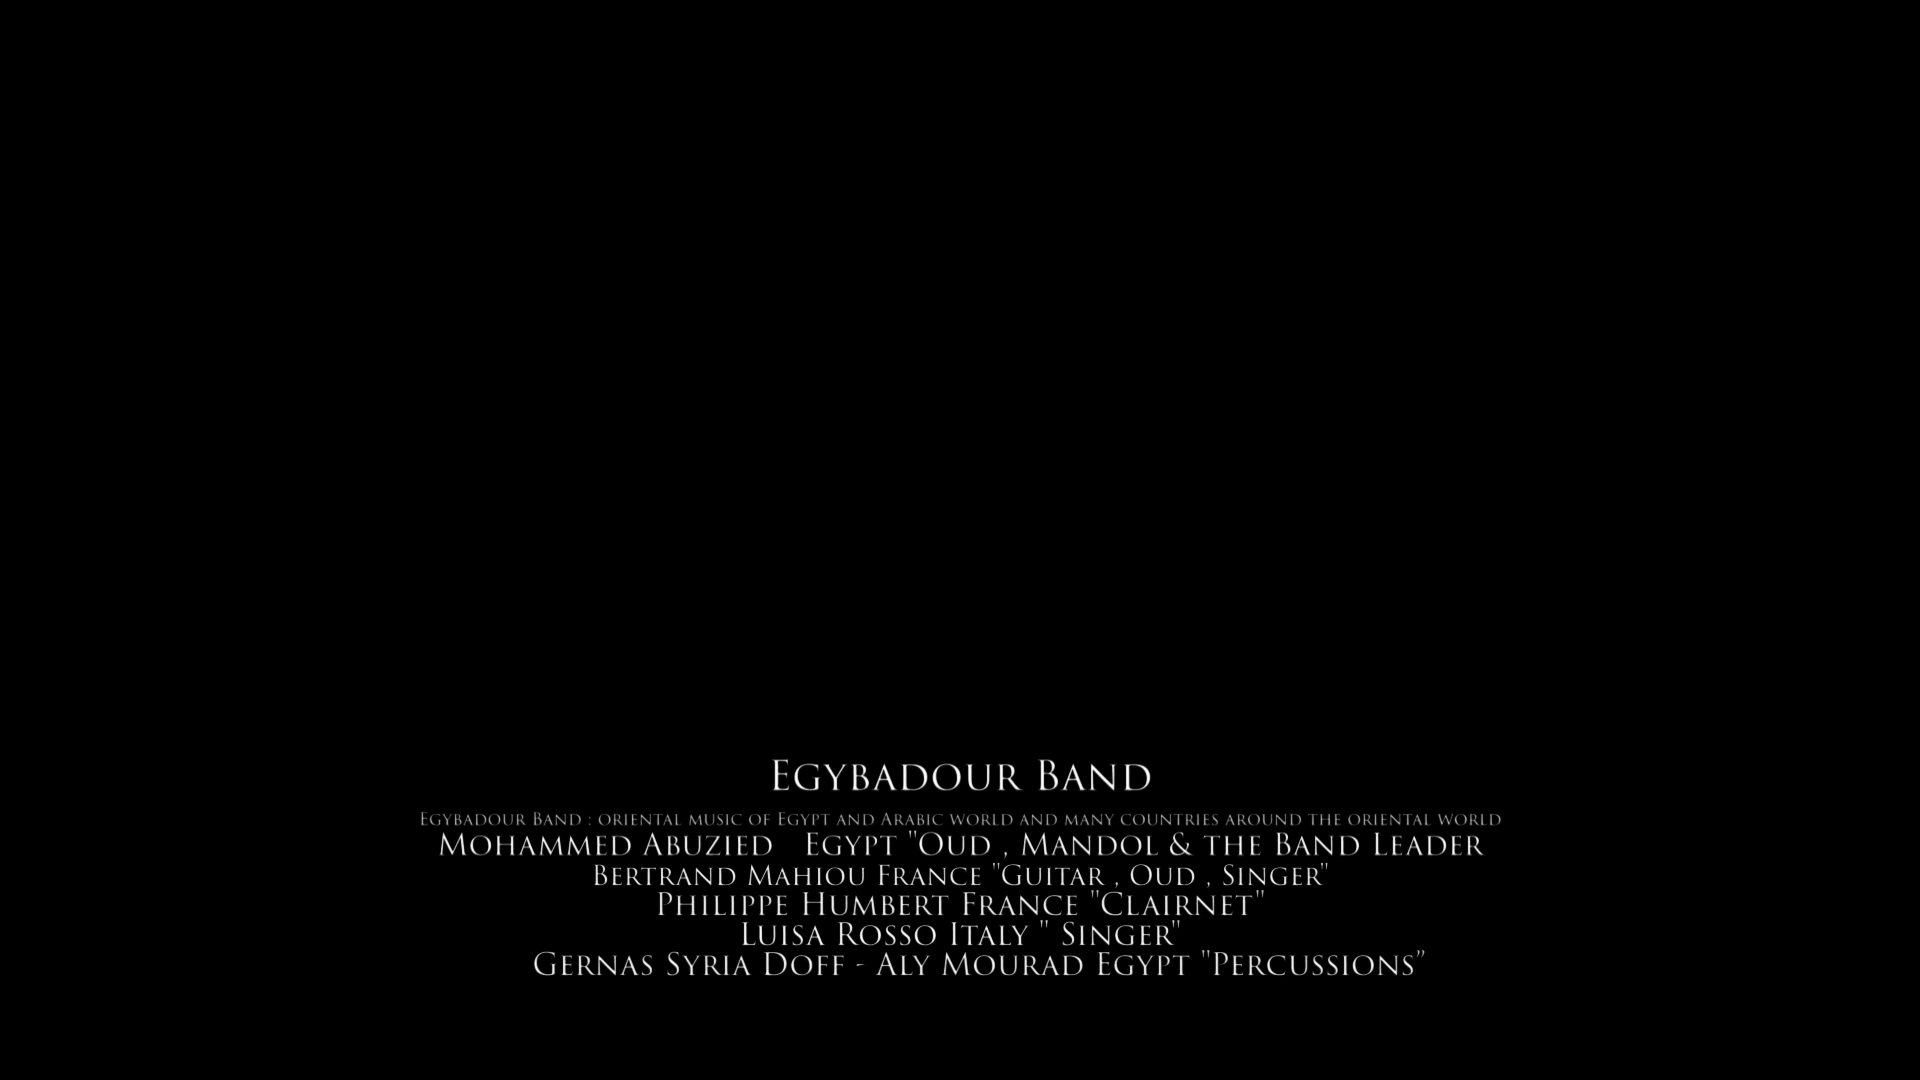 Egybadour Band
Egybadour Band : oriental music of Egypt and Arabic world and many countries around the oriental world
Mohammed Abuzied   Egypt "Oud , Mandol & the Band Leader
Bertrand Mahiou France "Guitar , Oud , Singer"
Philippe Humbert France "Clairnet"
Luisa Rosso Italy " Singer"
Gernas Syria Doff - Aly Mourad Egypt "Percussions”